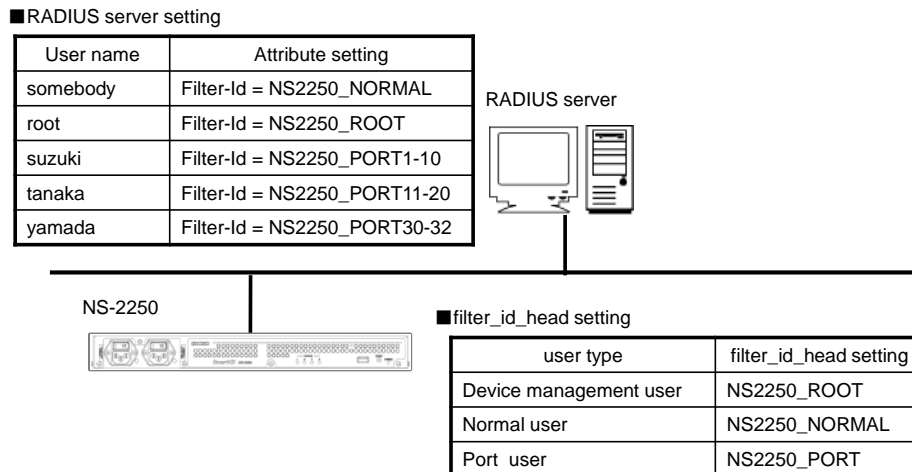 ■RADIUS server setting
User name Attribute setting
somebody Filter-Id = NS2250_NORMAL
root Filter-Id = NS2250_ROOT
suzuki Filter-Id = NS2250_PORT1-10
tanaka Filter-Id = NS2250_PORT11-20
yamada Filter-Id = NS2250_PORT30-32
RADIUS server
NS-2250
■filter_id_head setting
user type filter_id_head setting
Device management user NS2250_ROOT
Normal user NS2250_NORMAL
Port user NS2250_PORT